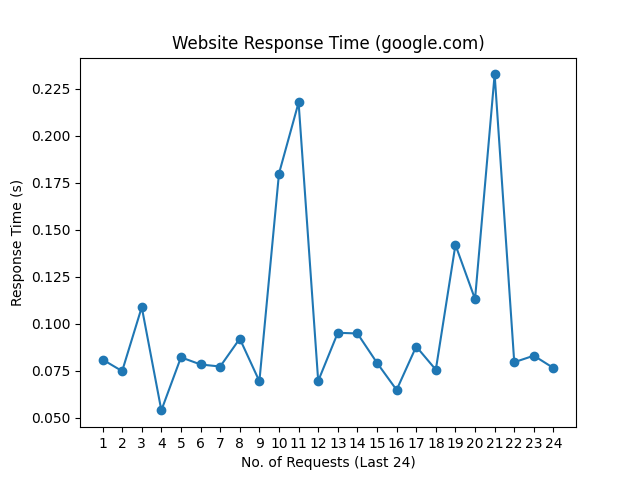 Website Response Time (google.com)
0.225
0.200
0.175
0.150
0.125
0.100
0.075
0.050
Response Time (s)
1 2 3 4 5 6 7 8 9 10 11 12 13 14 15 16 17 18 19 20 21 22 23 24
No. of Requests (Last 24)